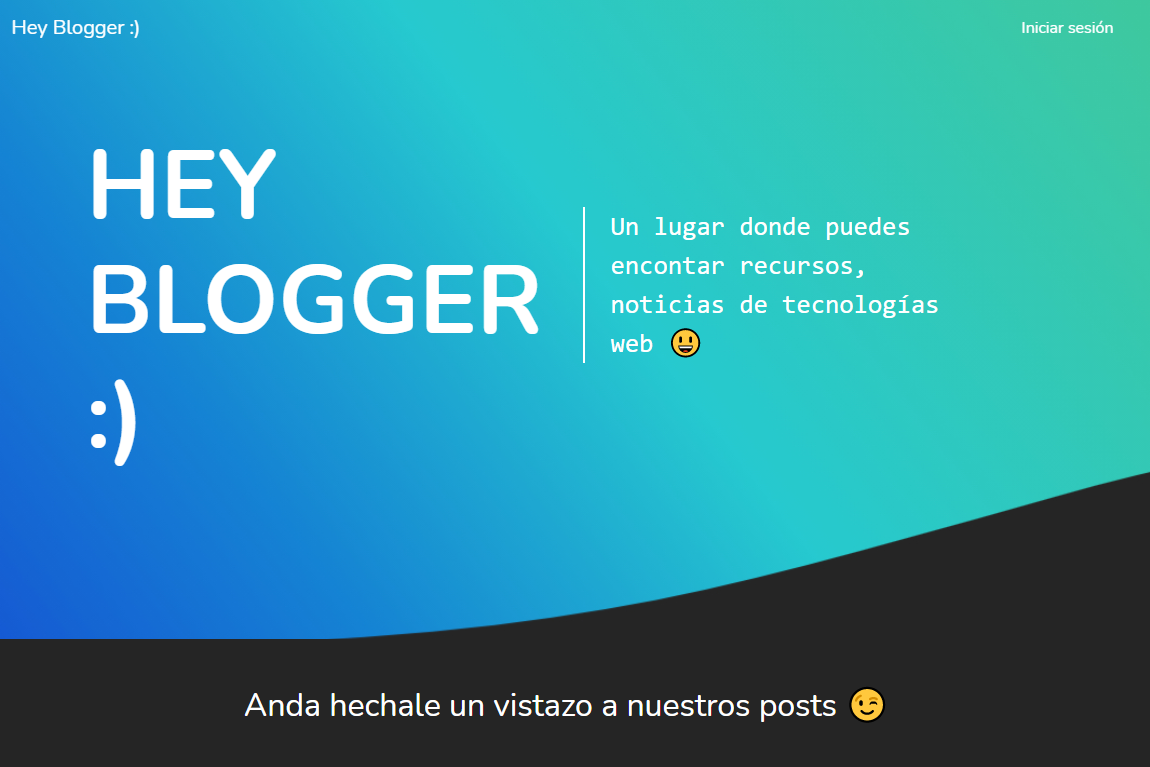 Hey Blogger :)
Iniciar sesión
HEY
BLOGGER
:)
Un lugar donde puedes
encontar recursos,
noticias de tecnologías
web 😃
Anda hechale un vistazo a nuestros posts 😉